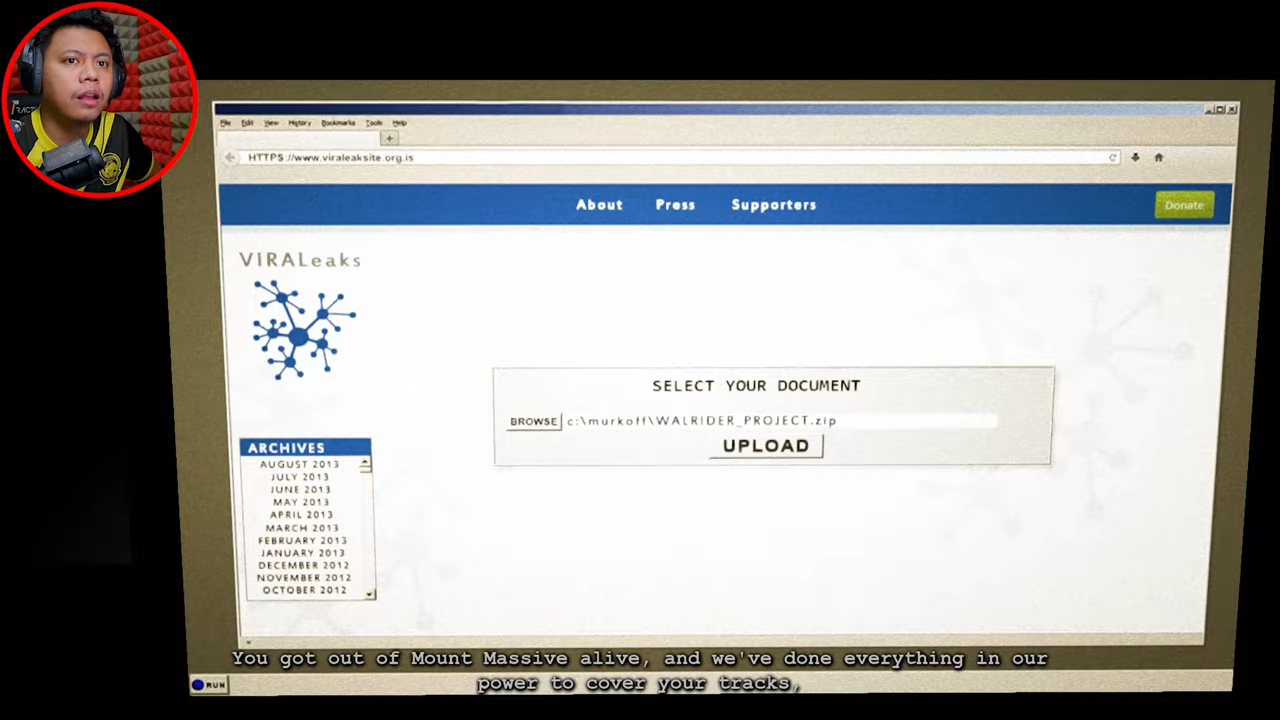 File Edit View History Bookmarks Tools Help
+
HTTPS://www.viraleaksite.org.is
About Press Supporters
Donate
VIRALeaks
SELECT YOUR DOCUMENT
BROWSE c:\murkoff\WALRIDER_PROJECT.zip
UPLOAD
ARCHIVES
AUGUST 2013
JULY 2013
JUNE 2013
MAY 2013
APRIL 2013
MARCH 2013
FEBRUARY 2013
JANUARY 2013
DECEMBER 2012
NOVEMBER 2012
OCTOBER 2012
You got out of Mount Massive alive, and we've done everything in our
power to cover your tracks,
RUN